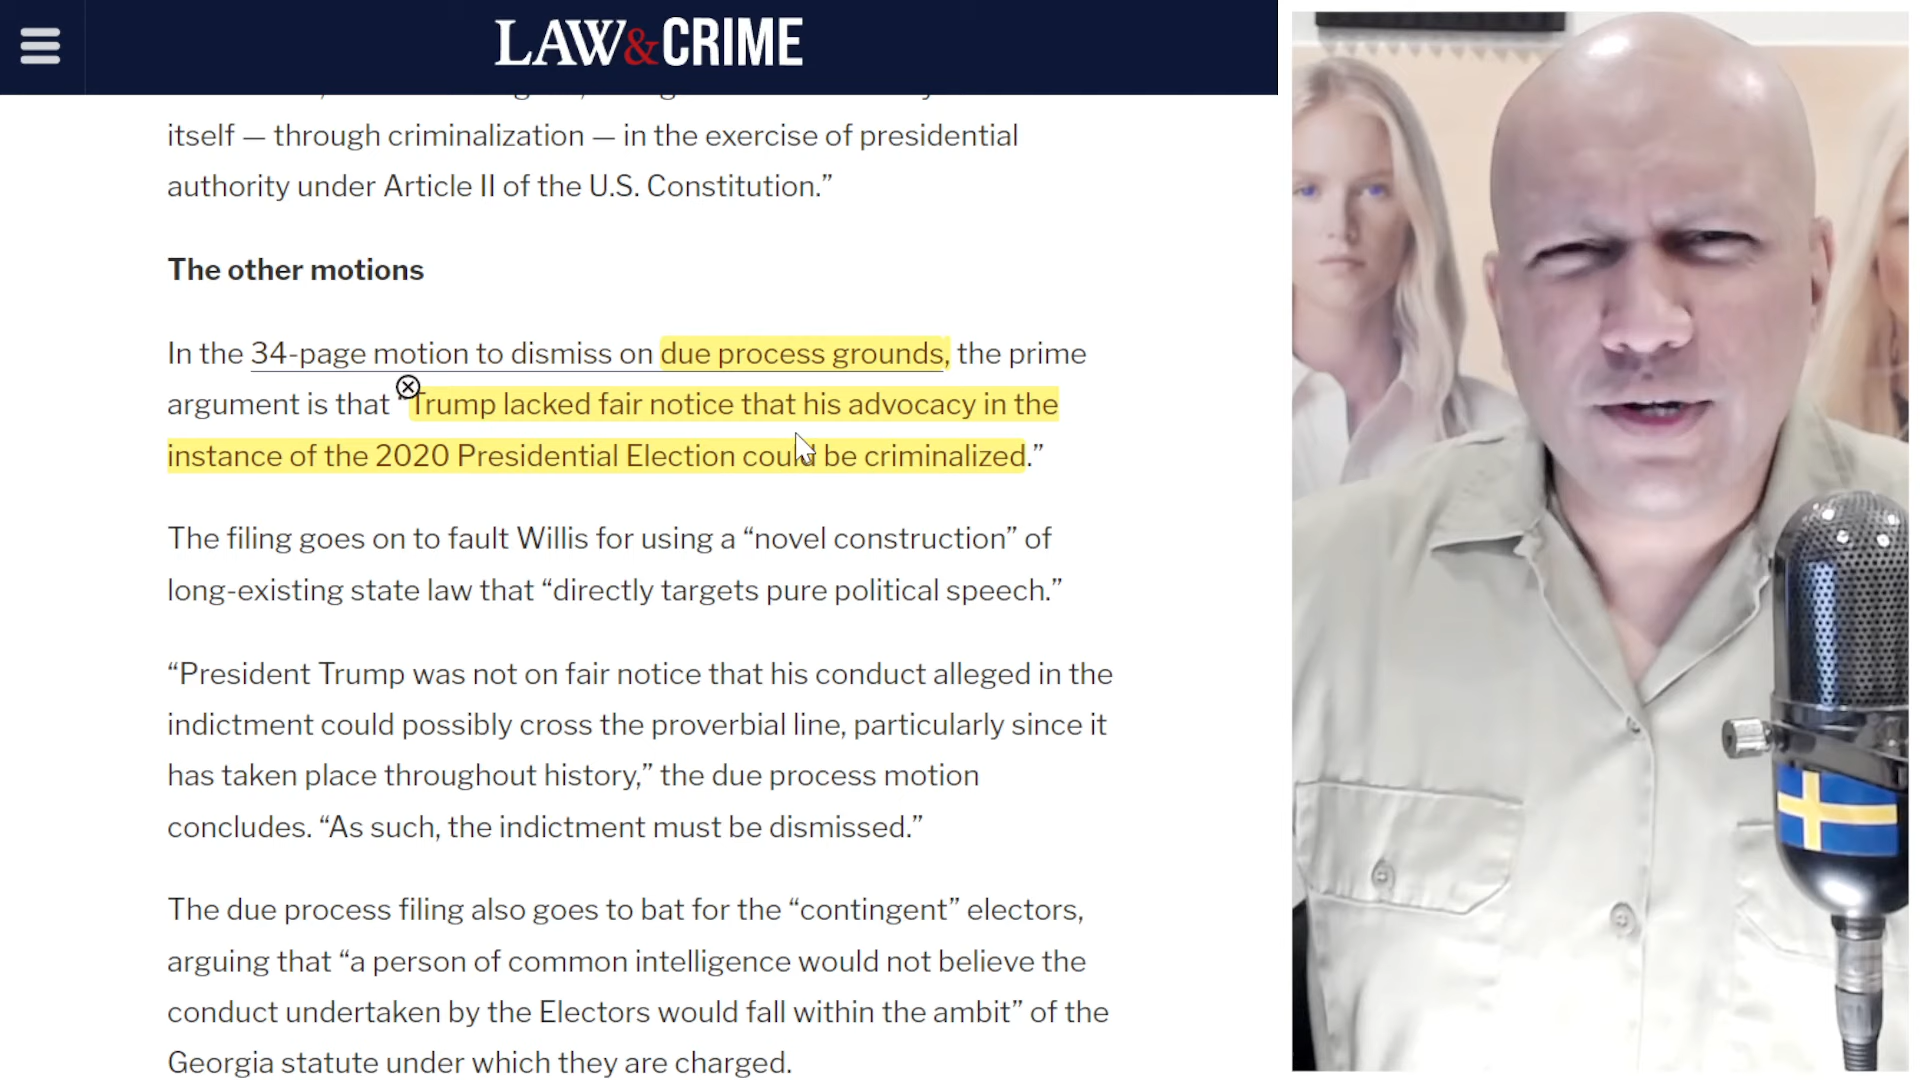 LAW&CRIME
itself — through criminalization — in the exercise of presidential
authority under Article II of the U.S. Constitution.”
The other motions
In the 34-page motion to dismiss on due process grounds, the prime
argument is that “Trump lacked fair notice that his advocacy in the
instance of the 2020 Presidential Election could be criminalized.”
The filing goes on to fault Willis for using a “novel construction” of
long-existing state law that “directly targets pure political speech.”
“President Trump was not on fair notice that his conduct alleged in the
indictment could possibly cross the proverbial line, particularly since it
has taken place throughout history,” the due process motion
concludes. “As such, the indictment must be dismissed.”
The due process filing also goes to bat for the “contingent” electors,
arguing that “a person of common intelligence would not believe the
conduct undertaken by the Electors would fall within the ambit” of the
Georgia statute under which they are charged.